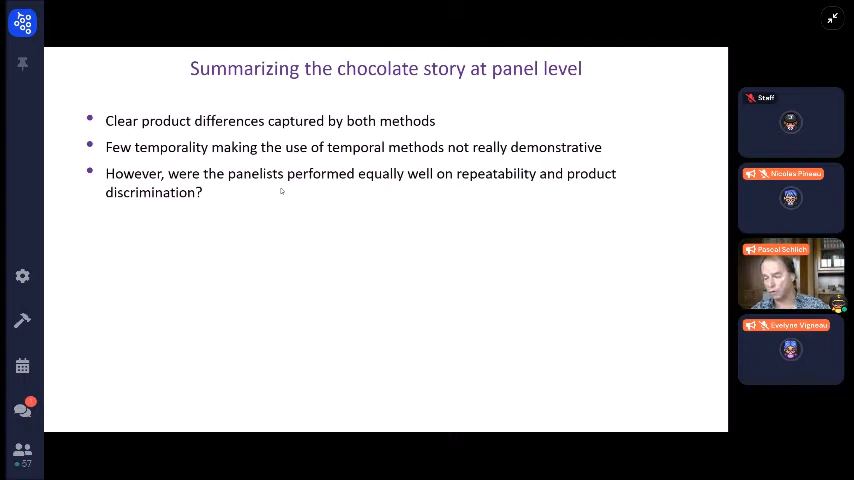 Summarizing the chocolate story at panel level
• Clear product differences captured by both methods
• Few temporality making the use of temporal methods not really demonstrative
• However, were the panelists performed equally well on repeatability and product
discrimination?
Staff
Nicolas Pineau
Pascal Schlich
Evelyne Vigneau
57